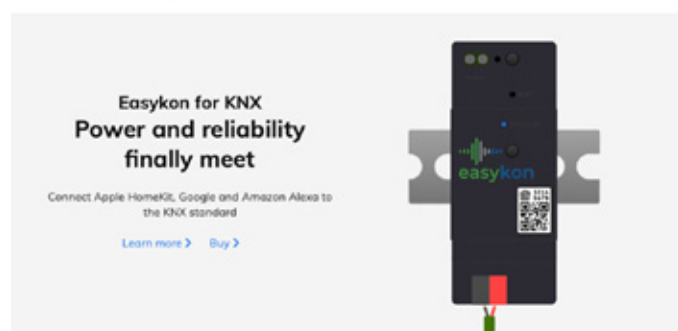 Easykon for KNX
Power and reliability
finally meet
Connect Apple HomeKit, Google and Amazon Alexa to
the KNX standard
Learn more
Buy
easykon